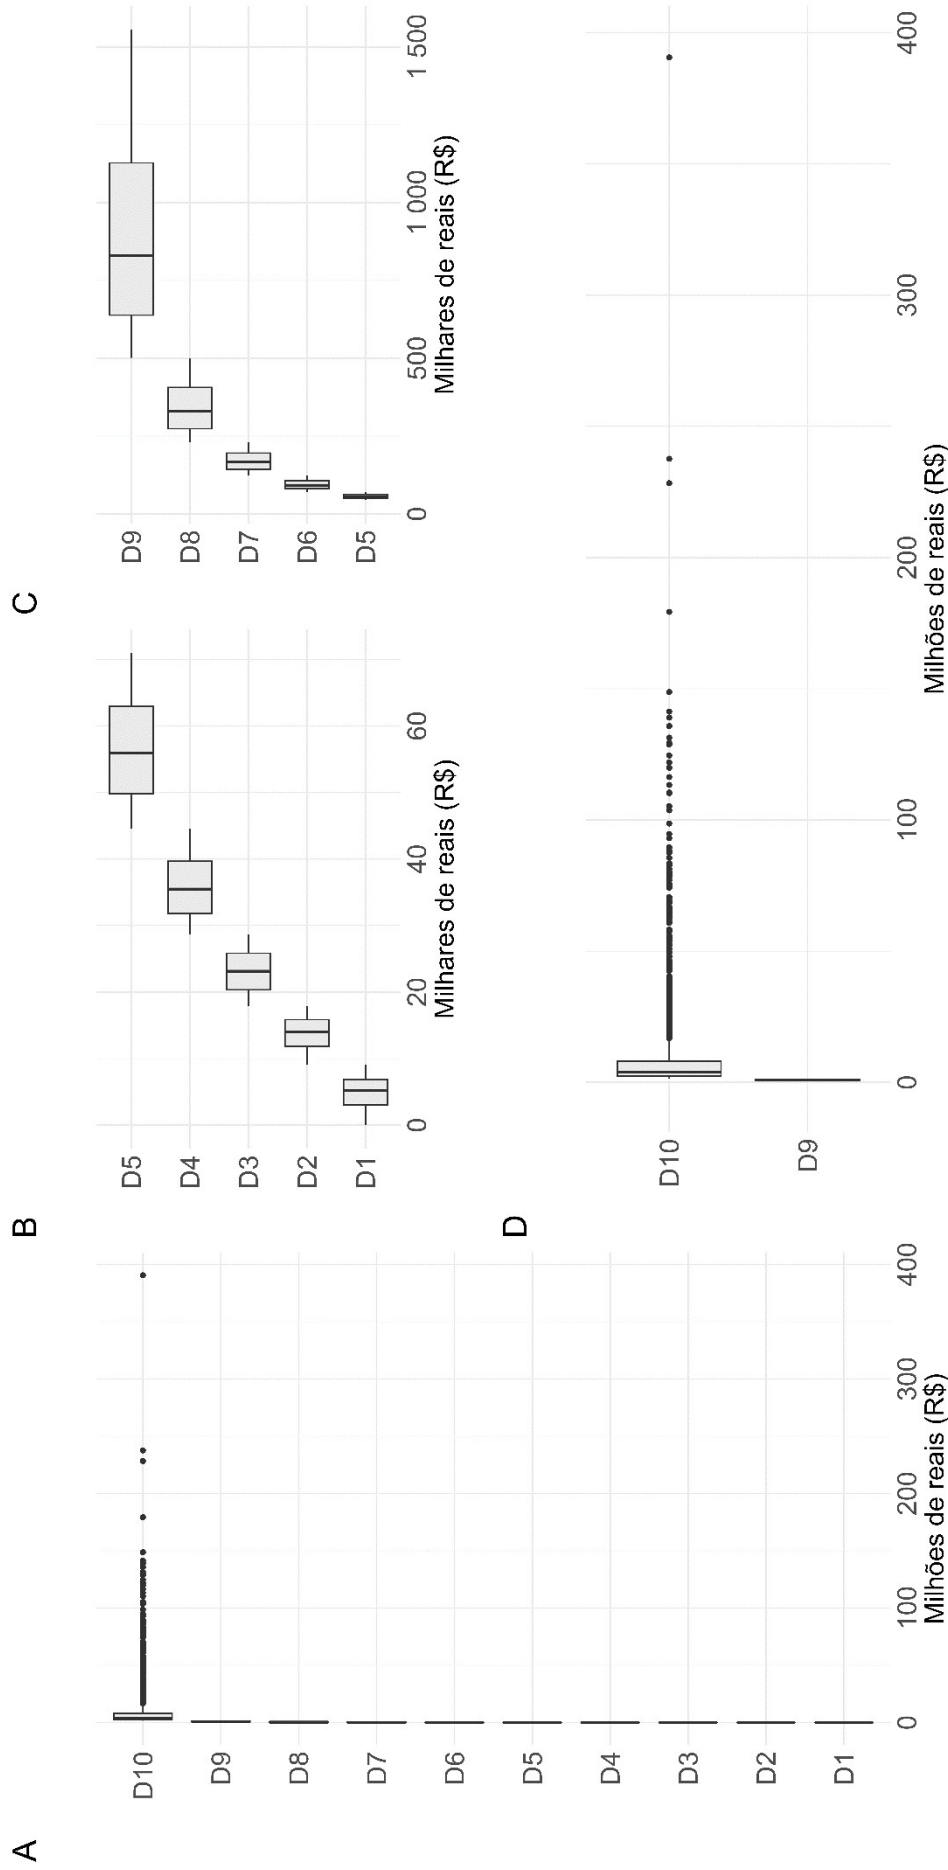 A
D10
D9
D8
D7
D6
D5
D4
D3
D2
D1
0 100 200 300 400
Milhões de reais (R$)
B
D5
D4
D3
D2
D1
0 20 40 60
Milhares de reais (R$)
C
D9
D8
D7
D6
D5
0 500 1 000 1 500
Milhares de reais (R$)
D
D10
D9
0 100 200 300 400
Milhões de reais (R$)